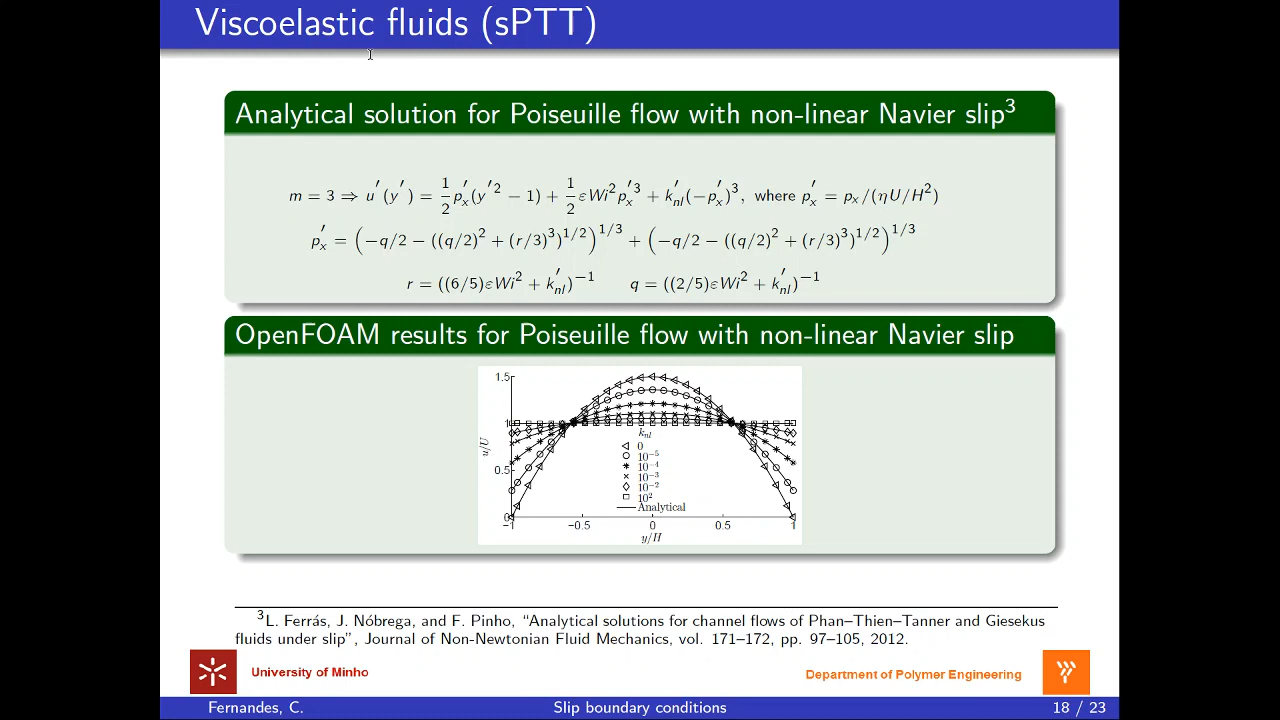 Viscoelastic fluids (sPTT)
Analytical solution for Poiseuille flow with non-linear Navier slip³
m = 3 ⇒ u′(y′) = 1/2 p′ₓ(y′² − 1) + 1/2 εWi²p′ₓ³ + k′ₙₗ(−p′ₓ)³, where p′ₓ = pₓ/(ηU/H²)
p′ₓ = (−q/2 − ((q/2)² + (r/3)³)^1/2)^1/3 + (−q/2 − ((q/2)² + (r/3)³)^1/2)^1/3
r = ((6/5)εWi² + k′ₙₗ)⁻¹ q = ((2/5)εWi² + k′ₙₗ)⁻¹
OpenFOAM results for Poiseuille flow with non-linear Navier slip
1.5
1
0.5
0
u/U
kₙₗ
0
10⁻⁵
10⁻⁴
10⁻³
10⁻²
10²
Analytical
−1 −0.5 0 0.5 1
y/H
³L. Ferrás, J. Nóbrega, and F. Pinho, “Analytical solutions for channel flows of Phan–Thien–Tanner and Giesekus
fluids under slip”, Journal of Non-Newtonian Fluid Mechanics, vol. 171–172, pp. 97–105, 2012.
University of Minho
Department of Polymer Engineering
Fernandes, C. Slip boundary conditions 18 / 23